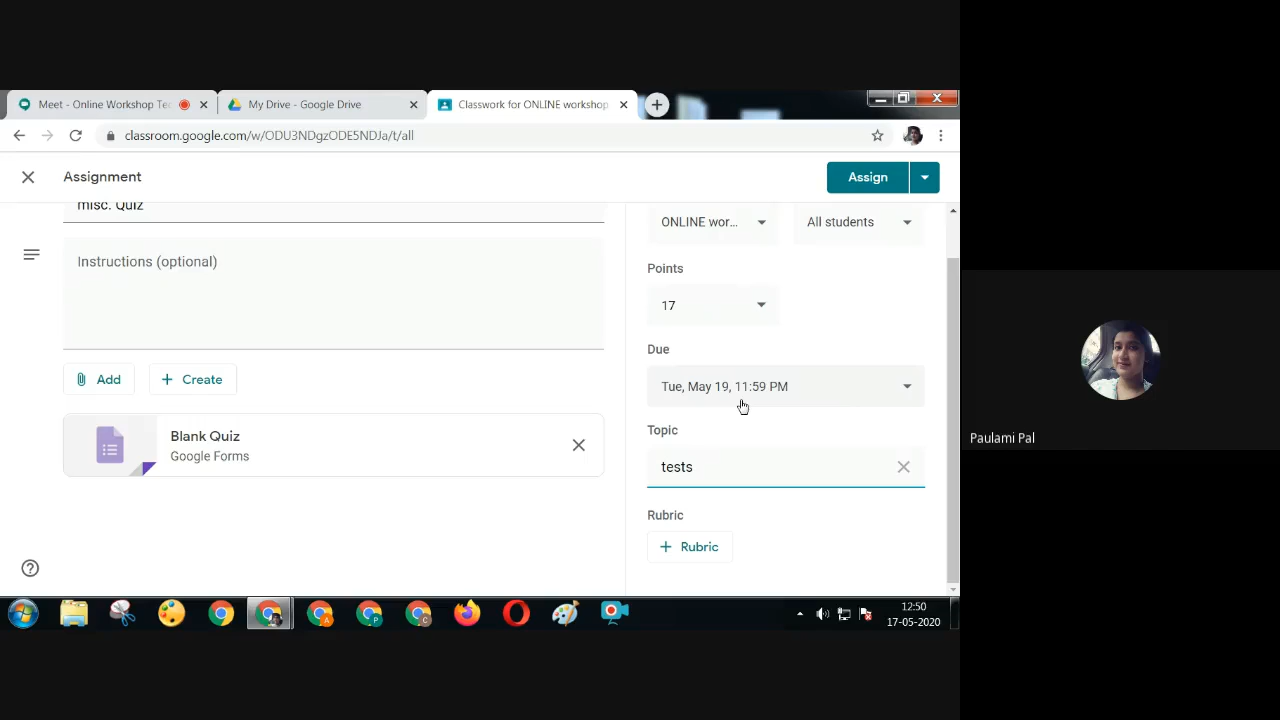 Meet - Online Workshop Tea
My Drive - Google Drive
Classwork for ONLINE workshop
classroom.google.com/w/ODU3NDgzODE5NDJa/t/all
Assignment
Assign
misc. Quiz
ONLINE wor...
All students
Instructions (optional)
Points
17
Due
Tue, May 19, 11:59 PM
Add
Create
Topic
Blank Quiz
Google Forms
tests
Rubric
Rubric
Paulami Pal
12:50
17-05-2020